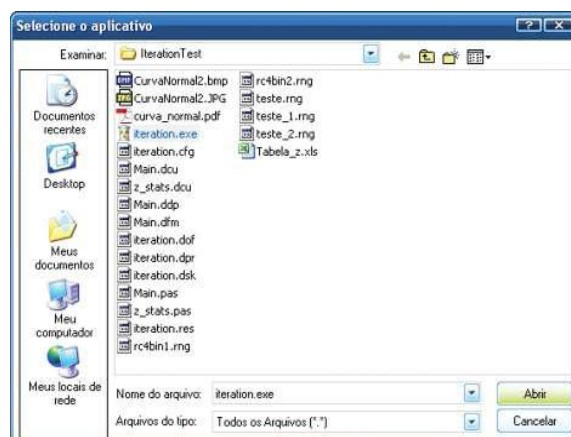 Selecione o aplicativo
Examinar: IterationTest
Documentos recentes
Desktop
Meus documentos
Meu computador
Meus locais de rede
CurvaNormal2.bmp
CurvaNormal2.JPG
curva_normal.pdf
iteration.exe
iteration.cfg
Main.dcu
z_stats.dcu
Main.ddp
Main.dfm
iteration.dof
iteration.dpr
iteration.dsk
Main.pas
z_stats.pas
iteration.res
rc4bin1.rng
rc4bin2.rng
teste.rng
teste_1.rng
teste_2.rng
Tabela_z.xls
Nome do arquivo: iteration.exe
Abrir
Arquivos do tipo: Todos os Arquivos (*.*)
Cancelar